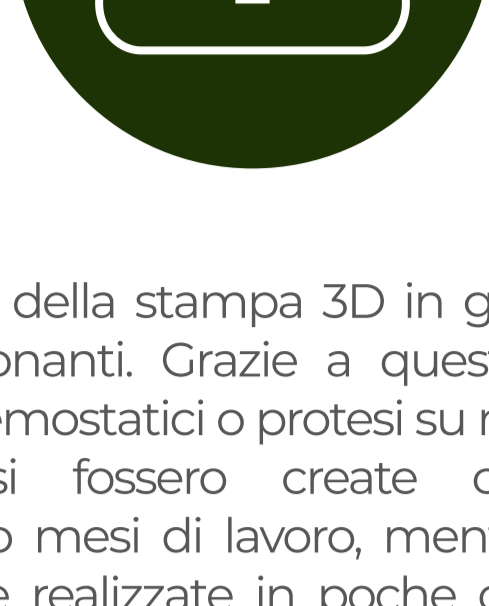 della stampa 3D in g
onanti. Grazie a ques
emostatici o protesi su
si fossero create
o mesi di lavoro, men
e realizzate in poche